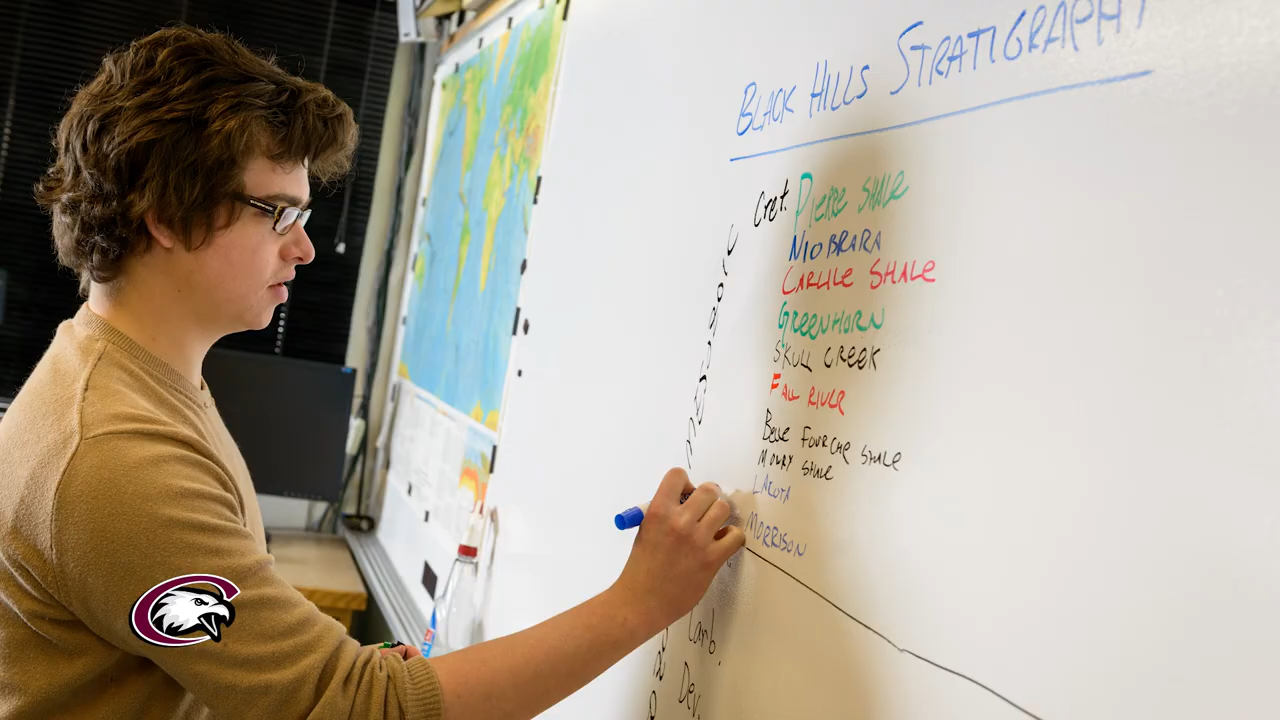 BLACK HILLS STRATIGRAPHY
Cret. PIERRE SHALE
NIOBRARA
CARLILE SHALE
GREENHORN
SKULL CREEK
FALL RIVER
BELLE FOURCHE SHALE
MOWRY SHALE
LAKOTA
MORRISON
MESOZOIC
Carb.
Dev.